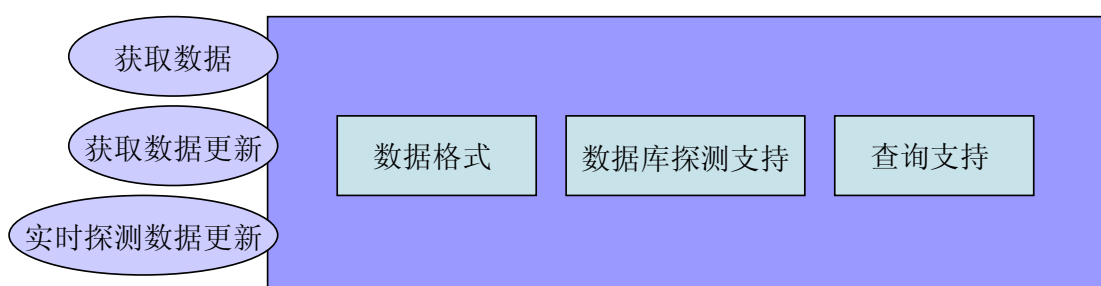 获取数据
获取数据更新
实时探测数据更新
数据格式
数据库探测支持
查询支持